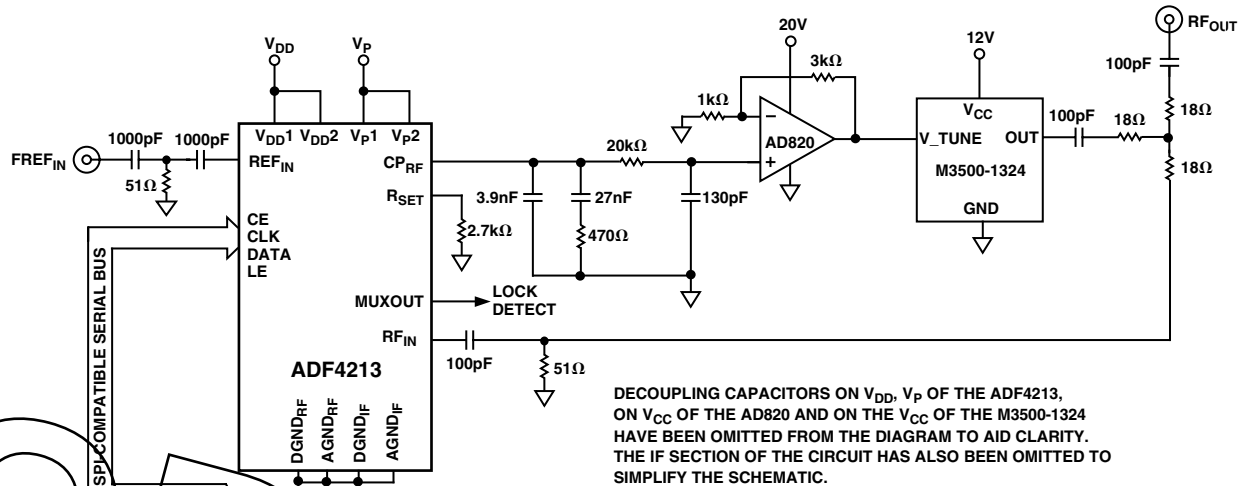 RFOUT
20V
12V
VDD
VP
3kΩ
100pF
1kΩ
1000pF 1000pF
VDD1 VDD2 VP1 VP2
FREFIN
REFIN
51Ω
CPRF
20kΩ
−
AD820
+
VCC
V_TUNE
OUT
M3500-1324
GND
100pF
18Ω
18Ω
18Ω
RSET
3.9nF
27nF
130pF
2.7kΩ
470Ω
CE
CLK
DATA
LE
MUXOUT
LOCK
DETECT
RFIN
100pF
51Ω
ADF4213
DGNDRF
AGNDRF
DGNDIF
AGNDIF
SPI-COMPATIBLE SERIAL BUS
DECOUPLING CAPACITORS ON VDD, VP OF THE ADF4213,
ON VCC OF THE AD820 AND ON THE VCC OF THE M3500-1324
HAVE BEEN OMITTED FROM THE DIAGRAM TO AID CLARITY.
THE IF SECTION OF THE CIRCUIT HAS ALSO BEEN OMITTED TO
SIMPLIFY THE SCHEMATIC.